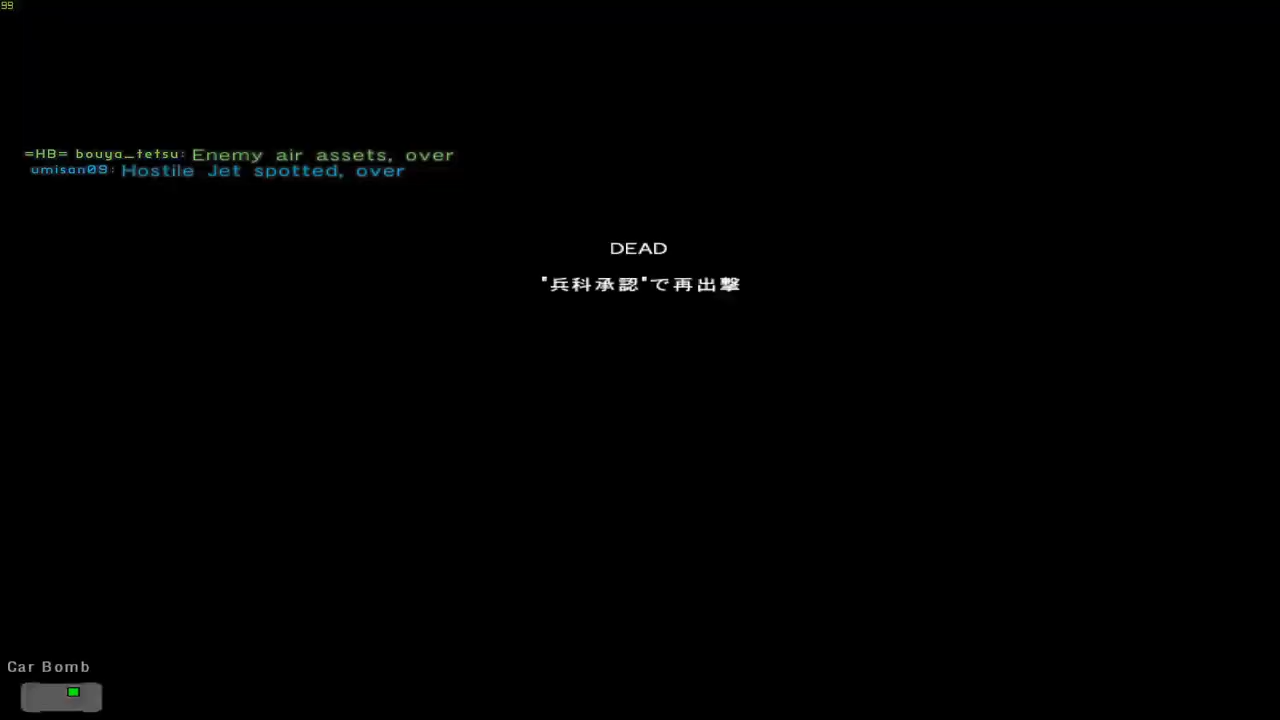 99
=HB= bouya_tetsu: Enemy air assets, over
umisan09: Hostile Jet spotted, over
DEAD
"兵科承認"で再出撃
Car Bomb